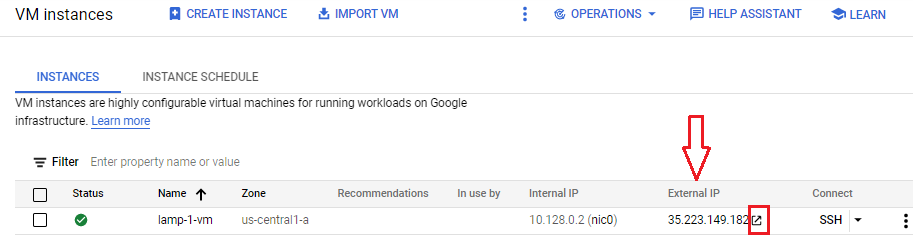 VM instances CREATE INSTANCE IMPORT VM OPERATIONS HELP ASSISTANT LEARN
INSTANCES INSTANCE SCHEDULE
VM instances are highly configurable virtual machines for running workloads on Google
infrastructure. Learn more
Filter Enter property name or value
Status Name Zone Recommendations In use by Internal IP External IP Connect
lamp-1-vm us-central1-a 10.128.0.2 (nic0) 35.223.149.182 SSH